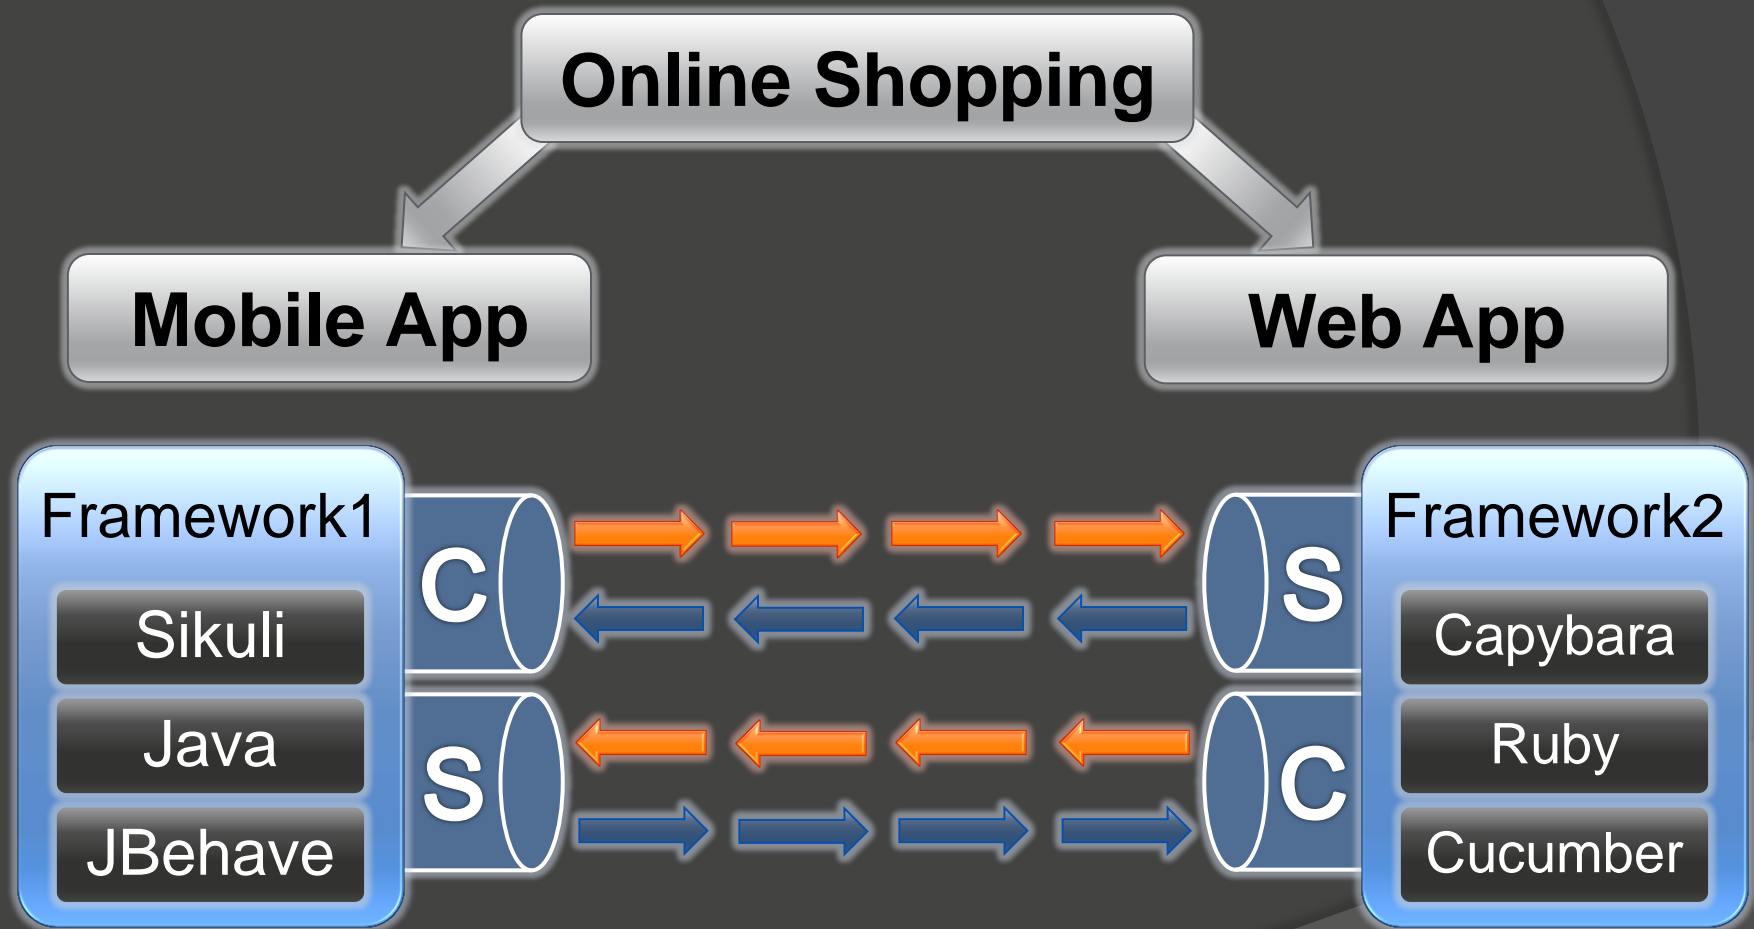 Online Shopping
Mobile App
Web App
Framework1
Sikuli
Java
JBehave
C
S
S
C
Framework2
Capybara
Ruby
Cucumber